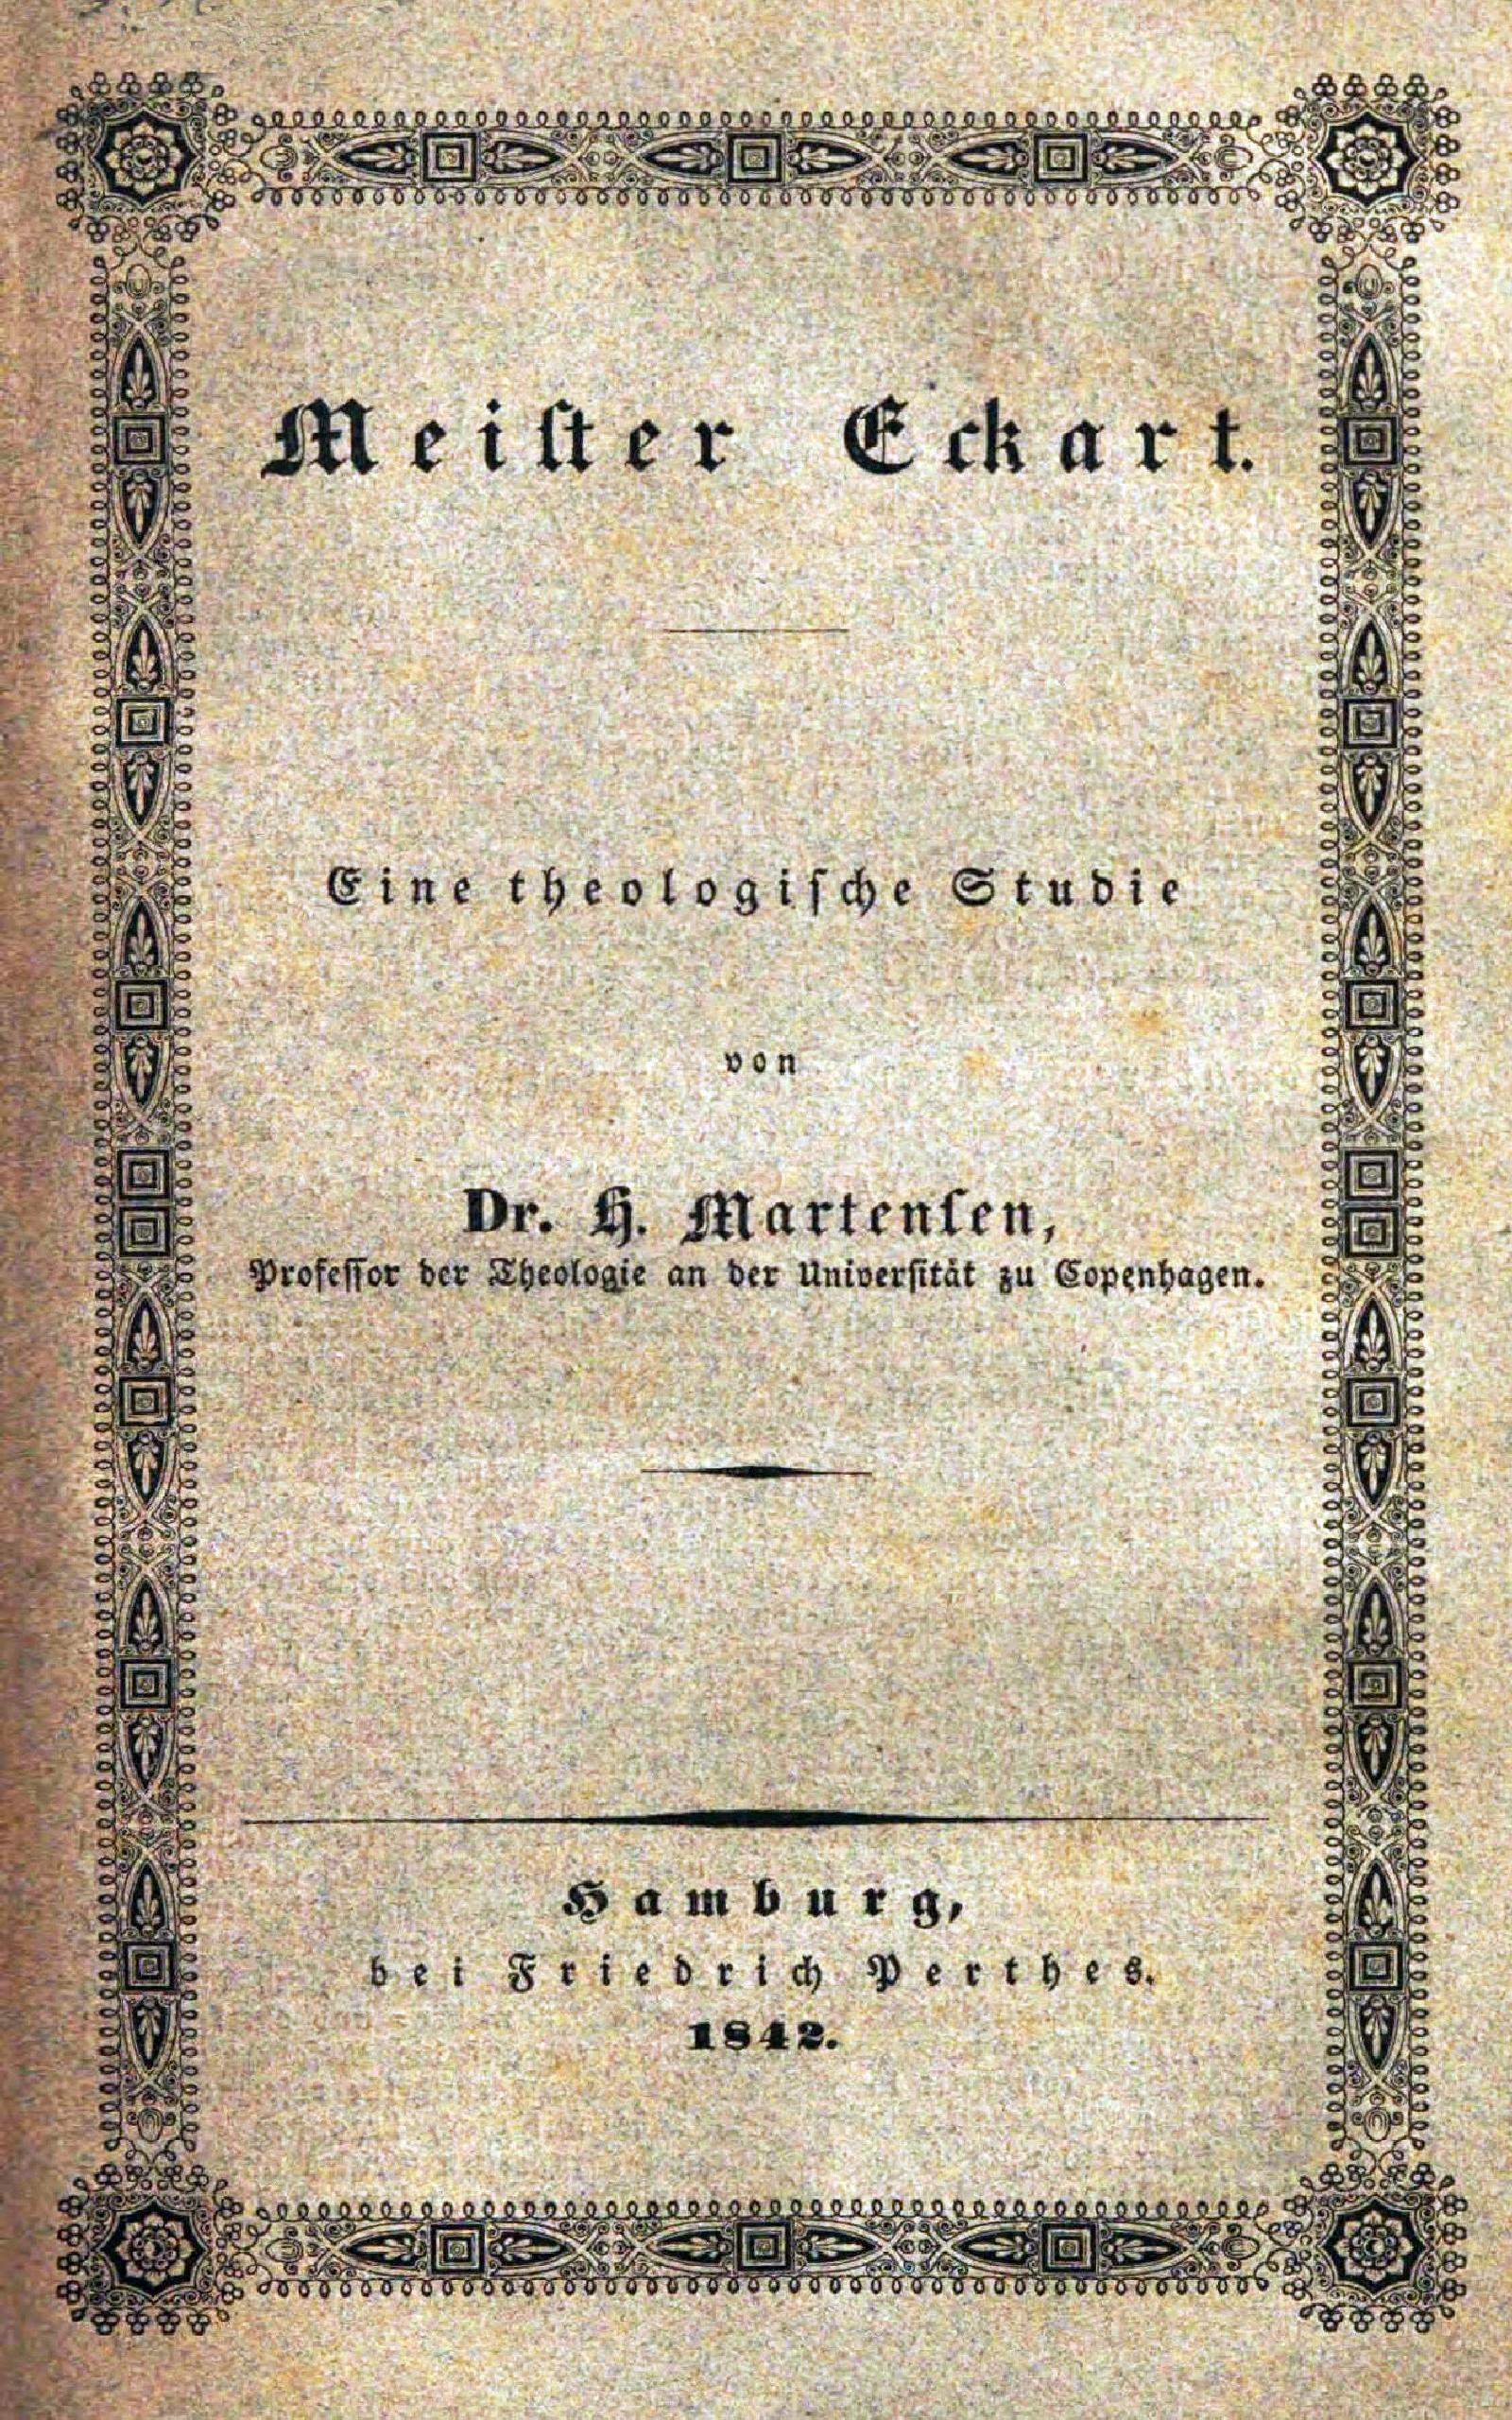 Meiſter Eckart.
Eine theologiſche Studie
von
Dr. H. Martenſen,
Profeſſor der Theologie an der Univerſität zu Copenhagen.
Hamburg,
bei Friedrich Perthes.
1842.